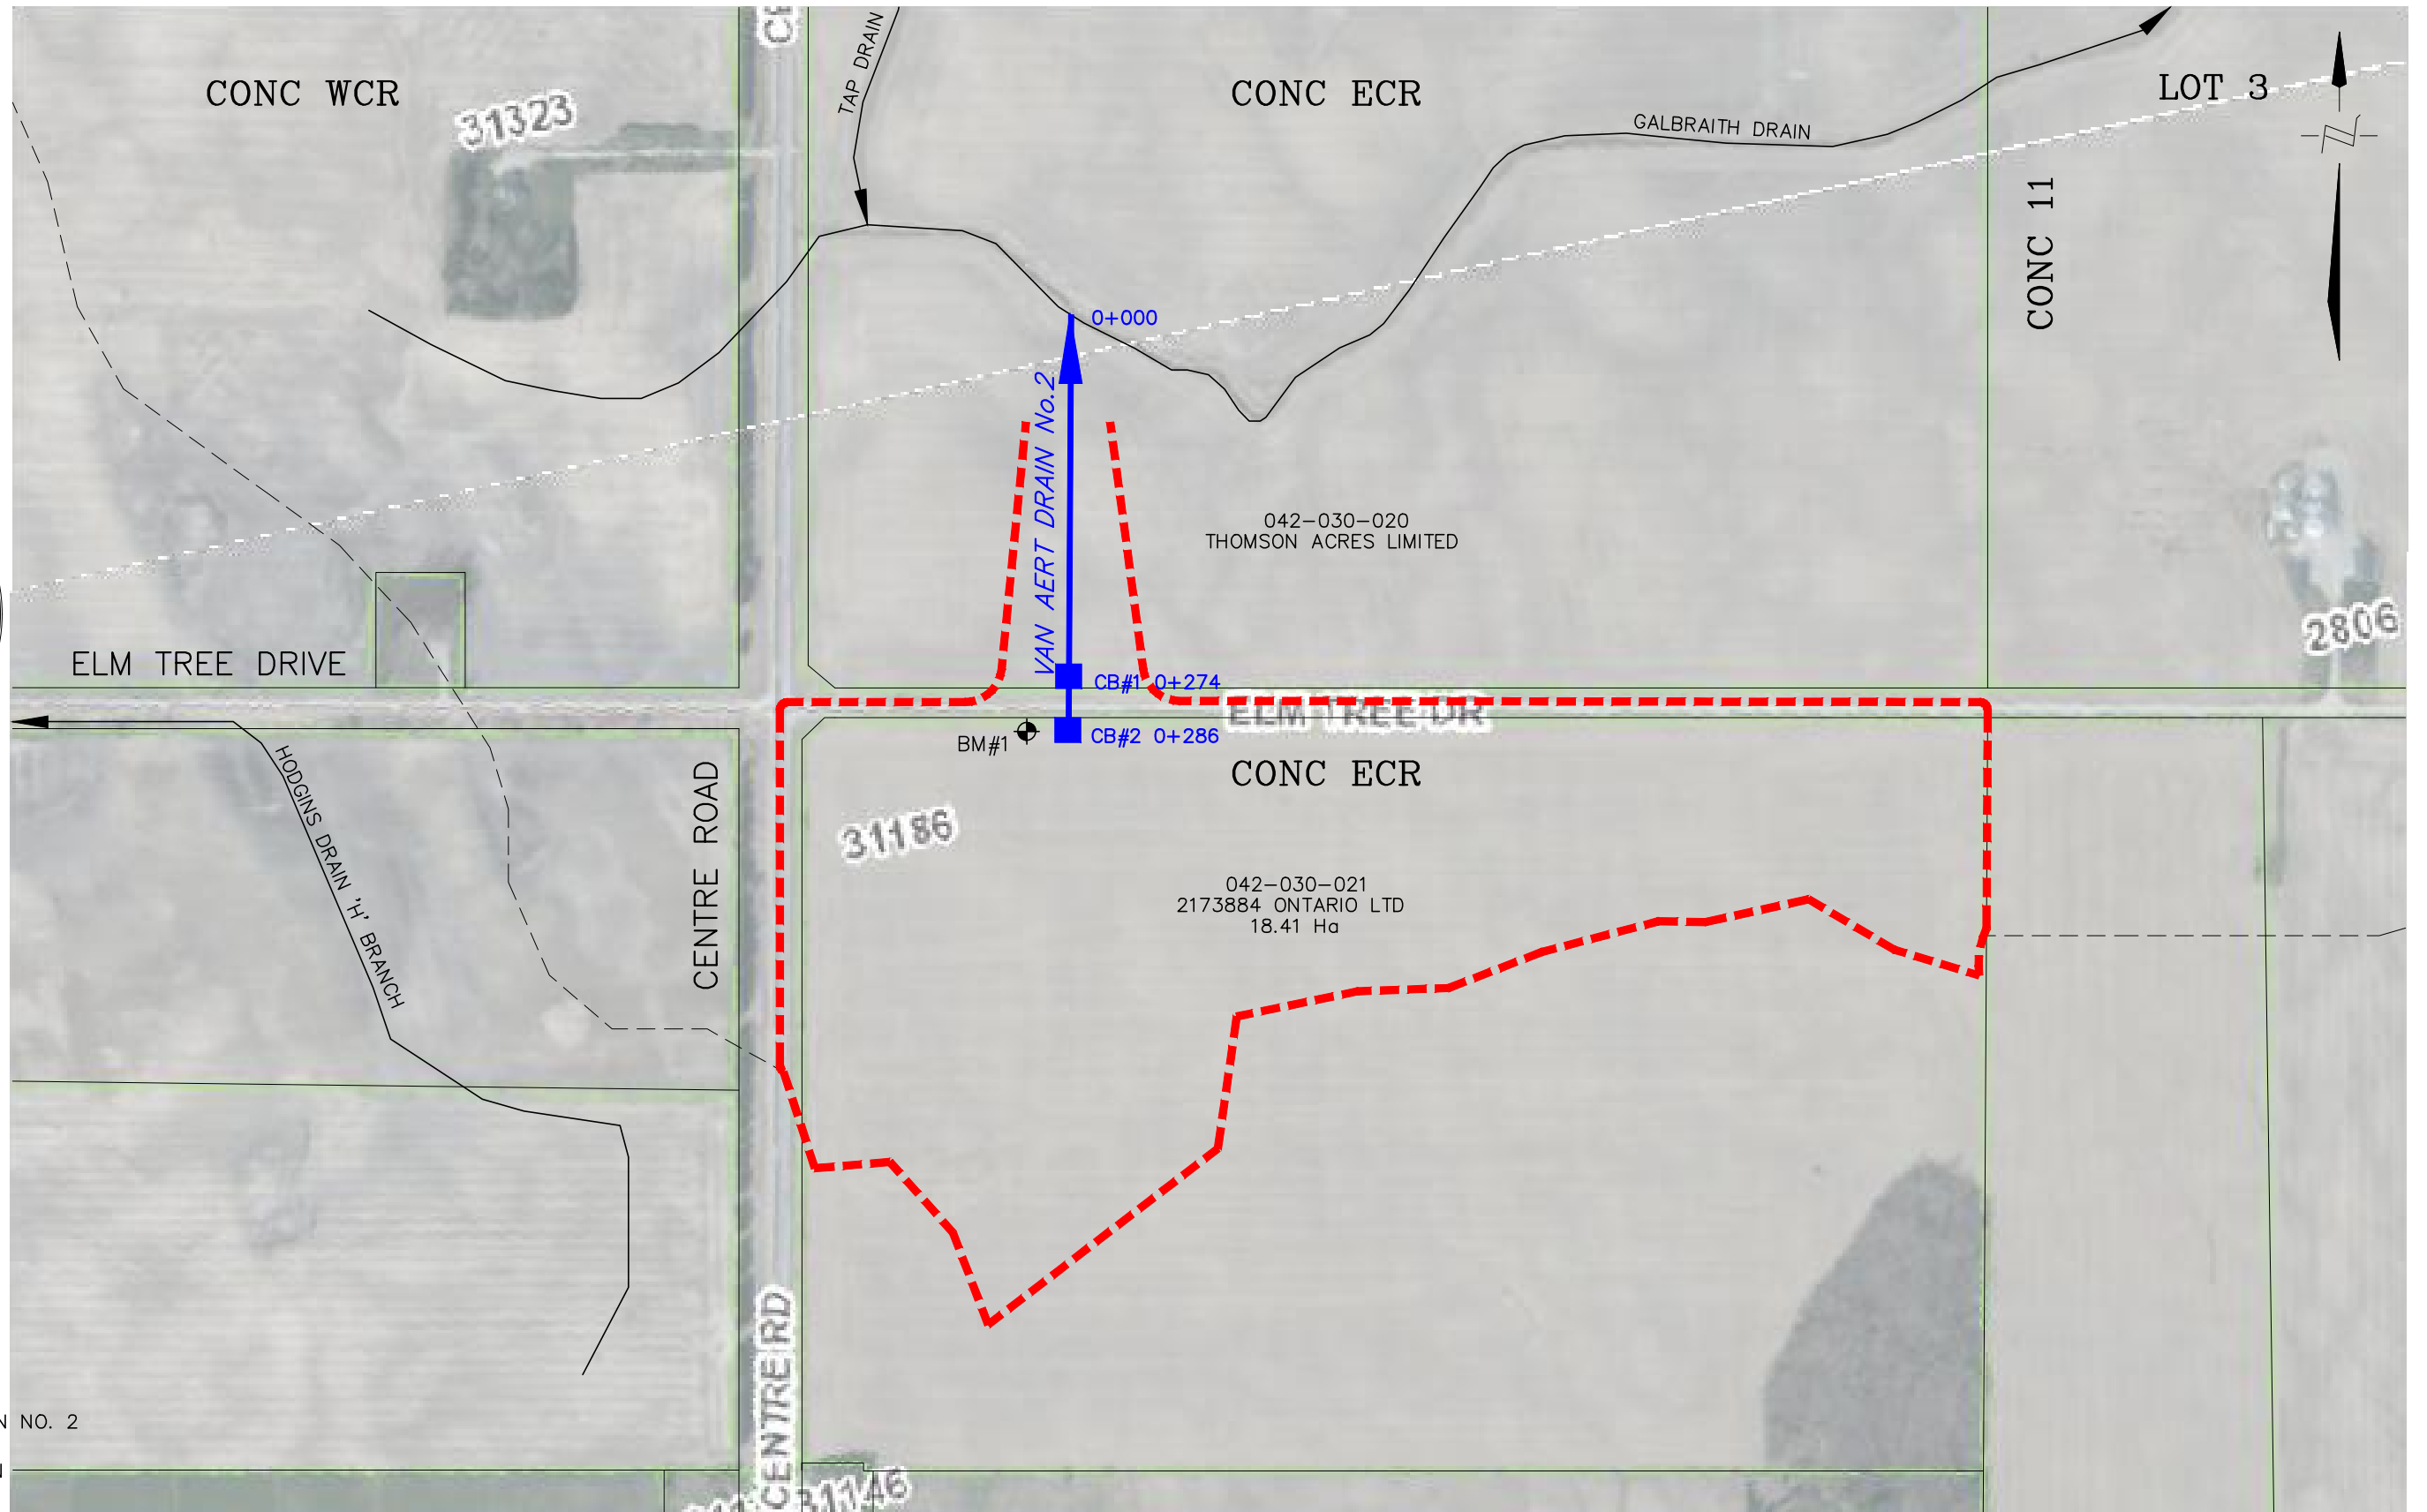 TAP DRAIN
CONC WCR
CONC ECR
LOT 3
31323
GALBRAITH DRAIN
N
CONC 11
0+000
VAN AERT DRAIN No.2
042-030-020
THOMSON ACRES LIMITED
2806
ELM TREE DRIVE
CB#1 0+274
ELM TREE DR
BM#1
CB#2 0+286
CONC ECR
HODGINS DRAIN 'H' BRANCH
CENTRE ROAD
31186
042-030-021
2173884 ONTARIO LTD
18.41 Ha
CENTRE RD
NO. 2
31146